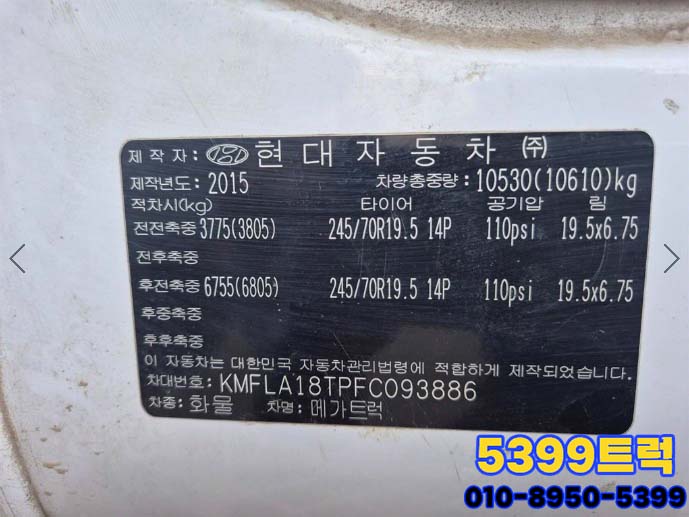 제작자: HYUNDAI 현대자동차 ㈜
제작년도: 2015 차량총중량: 10530(10610)kg
적차시(kg) 타이어 공기압 림
전전축중 3775(3805) 245/70R19.5 14P 110psi 19.5x6.75
전후축중
후전축중 6755(6805) 245/70R19.5 14P 110psi 19.5x6.75
후중축중
후후축중
이 자동차는 대한민국 자동차관리법령에 적합하게 제작되었습니다.
차대번호: KMFLA18TPFC093886
차종: 화물 차명: 메가트럭
5399트럭
010-8950-5399